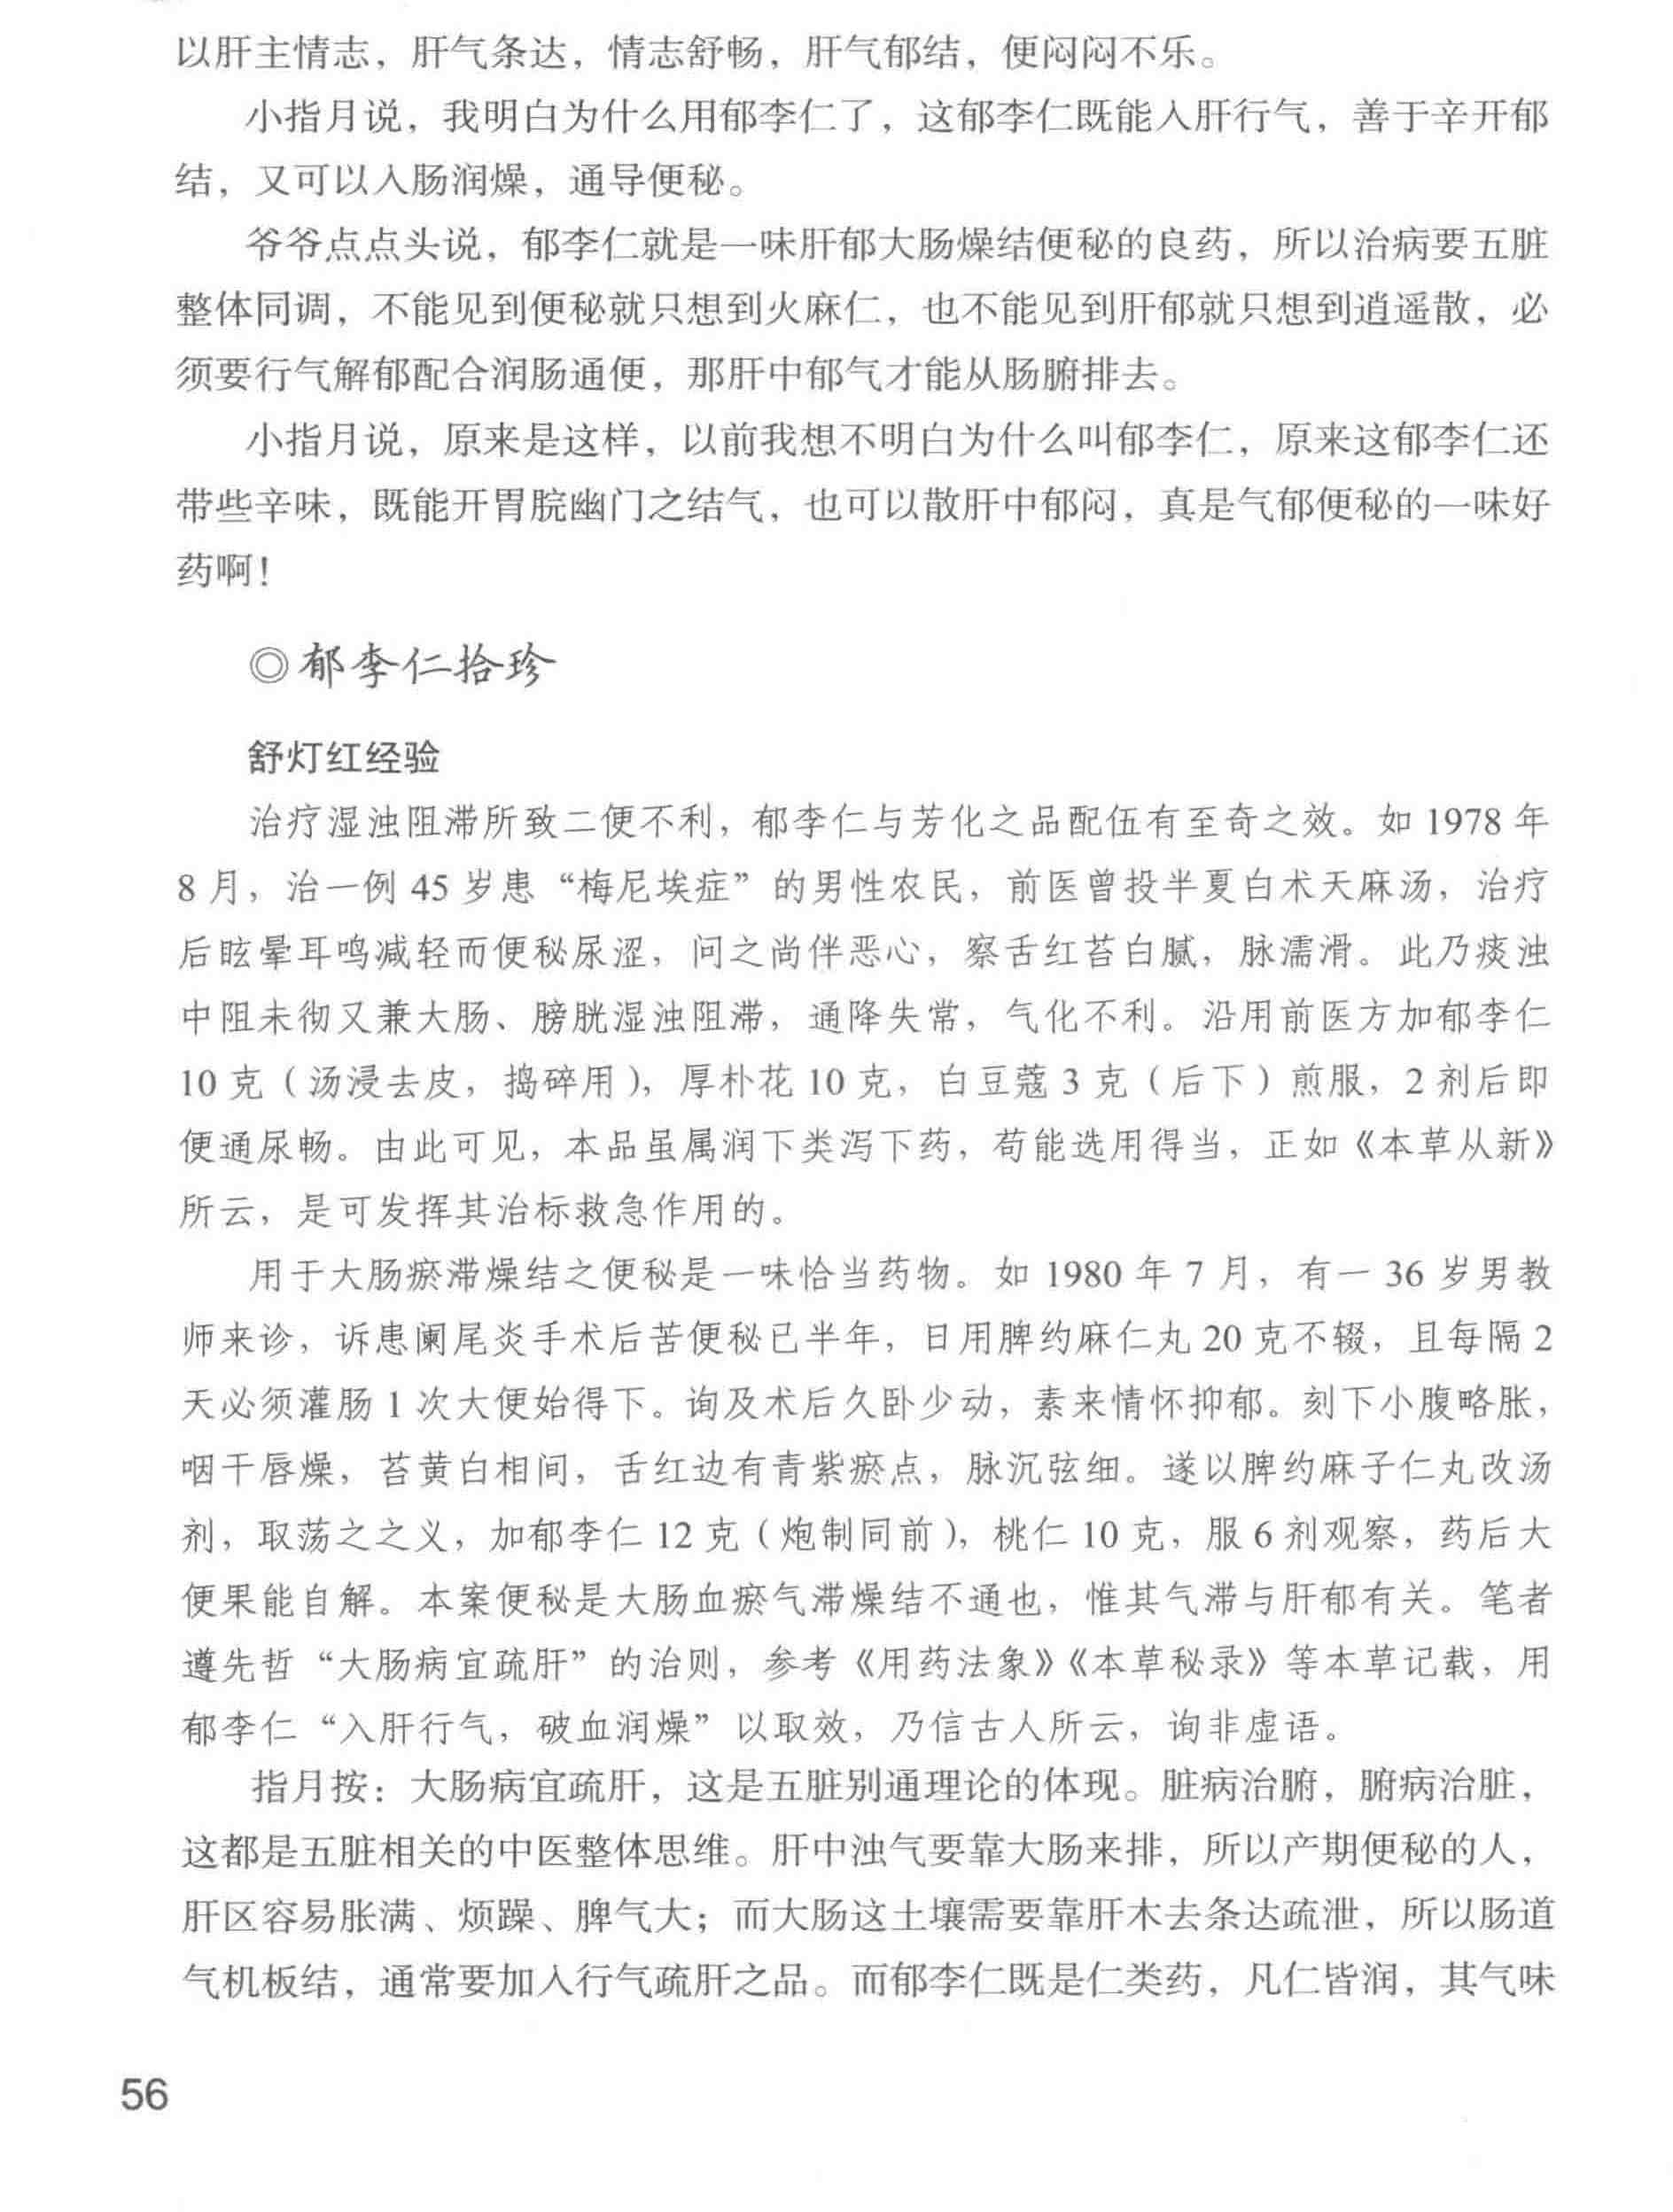 以肝主情志，肝气条达，情志舒畅，肝气郁结，便闷闷不乐。
小指月说，我明白为什么用郁李仁了，这郁李仁既能入肝行气，善于辛开郁
结，又可以入肠润燥，通导便秘。
爷爷点点头说，郁李仁就是一味肝郁大肠燥结便秘的良药，所以治病要五脏
整体同调，不能见到便秘就只想到火麻仁，也不能见到肝郁就只想到逍遥散，必
须要行气解郁配合润肠通便，那肝中郁气才能从肠腑排去。
小指月说，原来是这样，以前我想不明白为什么叫郁李仁，原来这郁李仁还
带些辛味，既能开胃脘幽门之结气，也可以散肝中郁闷，真是气郁便秘的一味好
药啊！
◎郁李仁拾珍
舒灯红经验
治疗湿浊阻滞所致二便不利，郁李仁与芳化之品配伍有至奇之效。如 1978 年
8 月，治一例 45 岁患“梅尼埃症”的男性农民，前医曾投半夏白术天麻汤，治疗
后眩晕耳鸣减轻而便秘尿涩，问之尚伴恶心，察舌红苔白腻，脉濡滑。此乃痰浊
中阻未彻又兼大肠、膀胱湿浊阻滞，通降失常，气化不利。沿用前医方加郁李仁
10 克（汤浸去皮，捣碎用），厚朴花 10 克，白豆蔻 3 克（后下）煎服，2 剂后即
便通尿畅。由此可见，本品虽属润下类泻下药，苟能选用得当，正如《本草从新》
所云，是可发挥其治标救急作用的。
用于大肠瘀滞燥结之便秘是一味恰当药物。如 1980 年 7 月，有一 36 岁男教
师来诊，诉患阑尾炎手术后苦便秘已半年，日用脾约麻仁丸 20 克不辍，且每隔 2
天必须灌肠 1 次大便始得下。询及术后久卧少动，素来情怀抑郁。刻下小腹略胀，
咽干唇燥，苔黄白相间，舌红边有青紫瘀点，脉沉弦细。遂以脾约麻子仁丸改汤
剂，取荡之之义，加郁李仁 12 克（炮制同前），桃仁 10 克，服 6 剂观察，药后大
便果能自解。本案便秘是大肠血瘀气滞燥结不通也，惟其气滞与肝郁有关。笔者
遵先哲“大肠病宜疏肝”的治则，参考《用药法象》《本草秘录》等本草记载，用
郁李仁“入肝行气，破血润燥”以取效，乃信古人所云，询非虚语。
指月按：大肠病宜疏肝，这是五脏别通理论的体现。脏病治腑，腑病治脏，
这都是五脏相关的中医整体思维。肝中浊气要靠大肠来排，所以产期便秘的人，
肝区容易胀满、烦躁、脾气大；而大肠这土壤需要靠肝木去条达疏泄，所以肠道
气机板结，通常要加入行气疏肝之品。而郁李仁既是仁类药，凡仁皆润，其气味
56